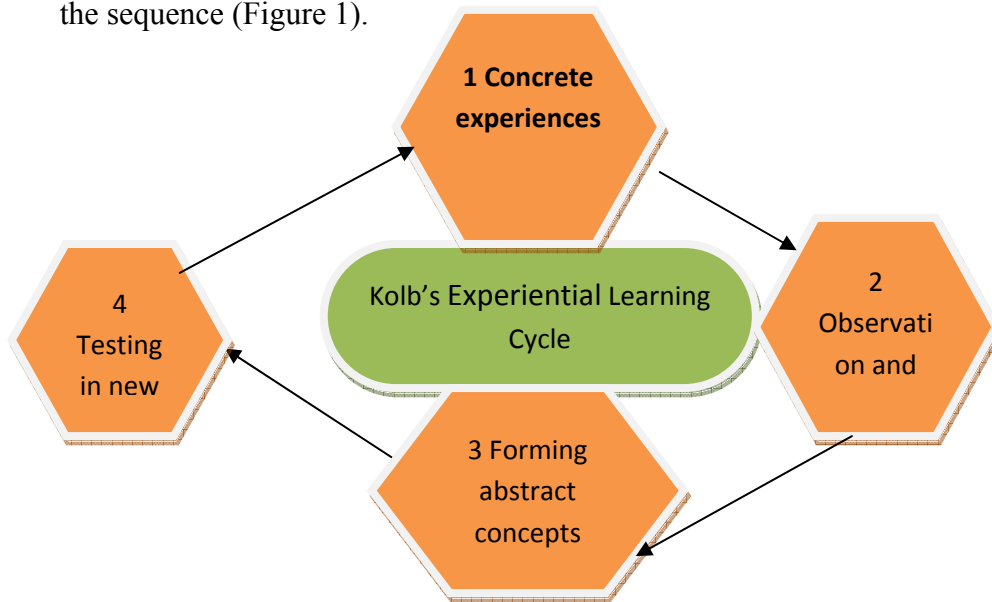 the sequence (Figure 1).
1 Concrete
experiences
Kolb’s Experiential Learning
Cycle
2
Observati
on and
3 Forming
abstract
concepts
4
Testing
in new